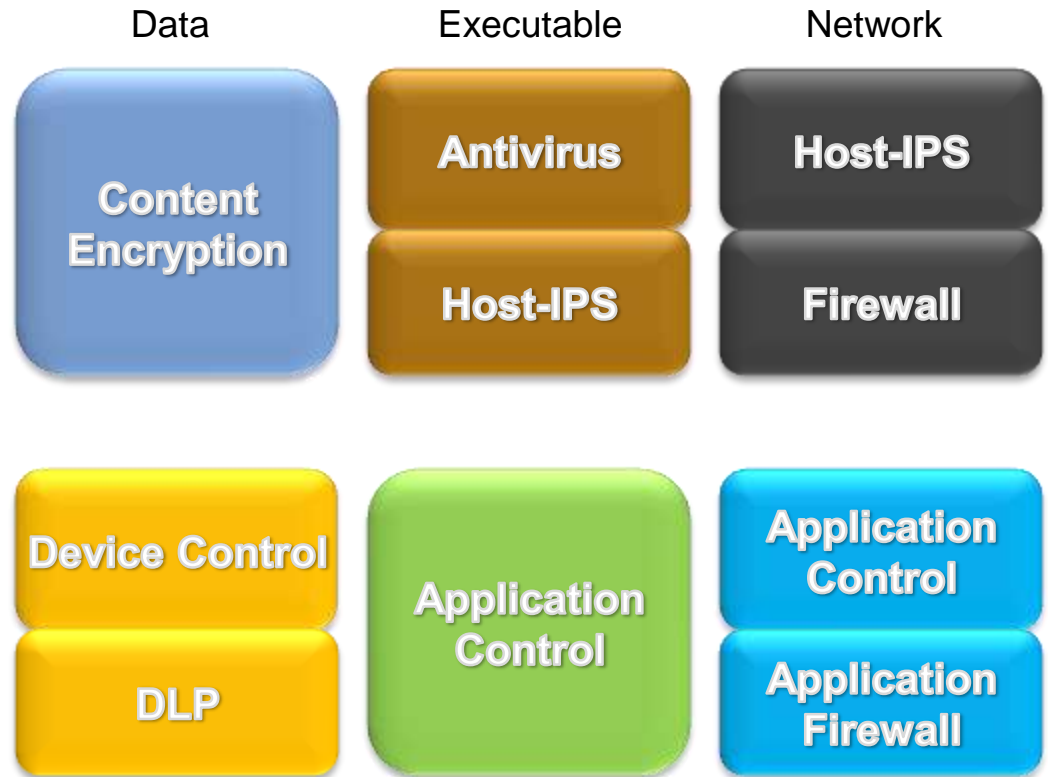 Data
Executable
Network
Content
Encryption
Antivirus
Host-IPS
Host-IPS
Firewall
Device Control
DLP
Application
Control
Application
Control
Application
Firewall